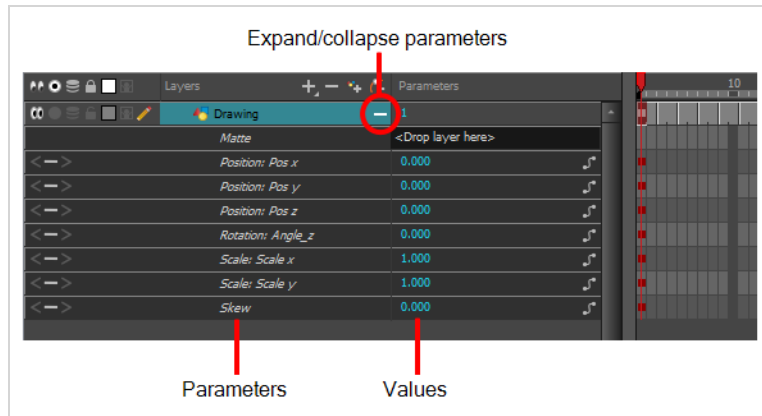 Expand/collapse parameters
Layers Parameters 10
Drawing 1
Matte <Drop layer here>
Position: Pos x 0.000
Position: Pos y 0.000
Position: Pos z 0.000
Rotation: Angle_z 0.000
Scale: Scale x 1.000
Scale: Scale y 1.000
Skew 0.000
Parameters Values